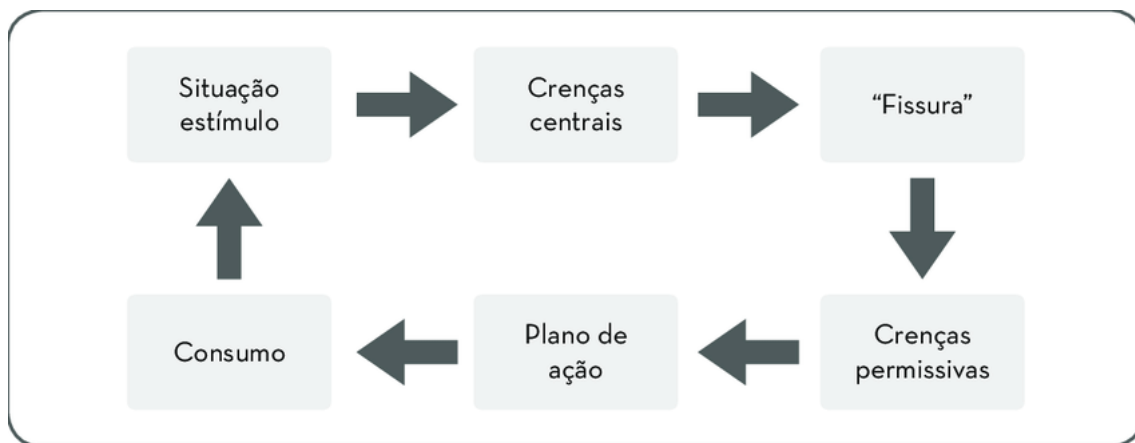 Situação
estímulo
Crenças
centrais
“Fissura”
Consumo
Plano de
ação
Crenças
permissivas